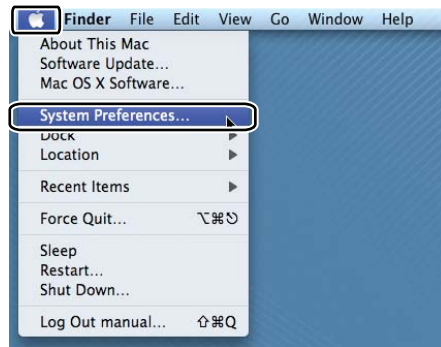 Finder File Edit View Go Window Help
About This Mac
Software Update...
Mac OS X Software...
System Preferences...
Dock
Location
Recent Items
Force Quit... ⌥⌘⎋
Sleep
Restart...
Shut Down...
Log Out manual... ⇧⌘Q